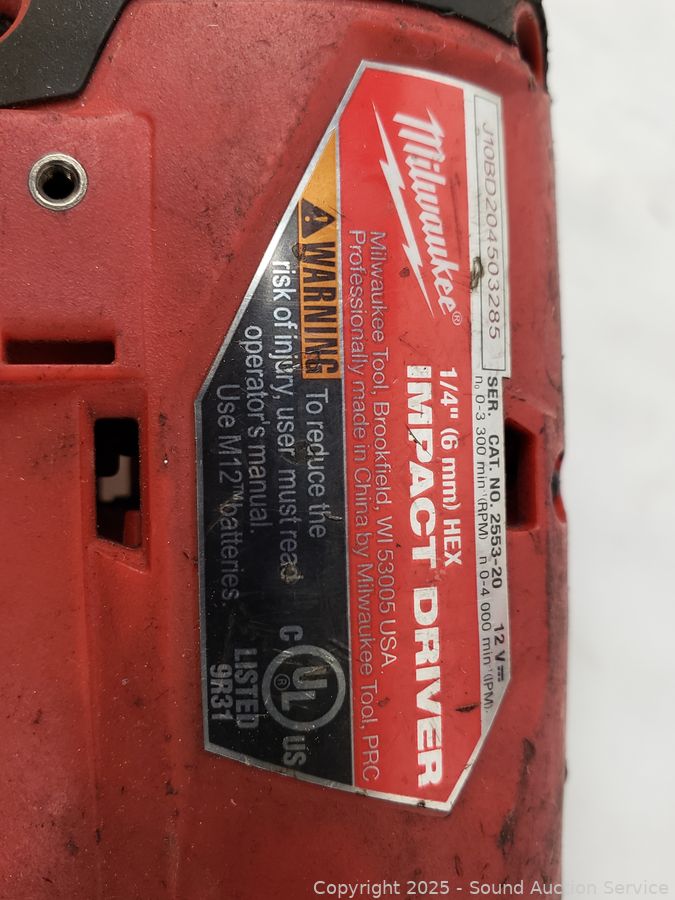 J10BD204503285
SER. CAT. NO. 2553-20 12 V
n₀ 0-3 300 min⁻¹(RPM) n 0-4 000 min⁻¹(IPM)
Milwaukee®
1/4" (6 mm) HEX
IMPACT DRIVER
Milwaukee Tool, Brookfield, WI 53005 USA.
Professionally made in China by Milwaukee Tool, PRC
WARNING To reduce the
risk of injury, user must read
operator's manual.
Use M12™ batteries.
C UL® US
LISTED
9R31
Copyright 2025 - Sound Auction Service